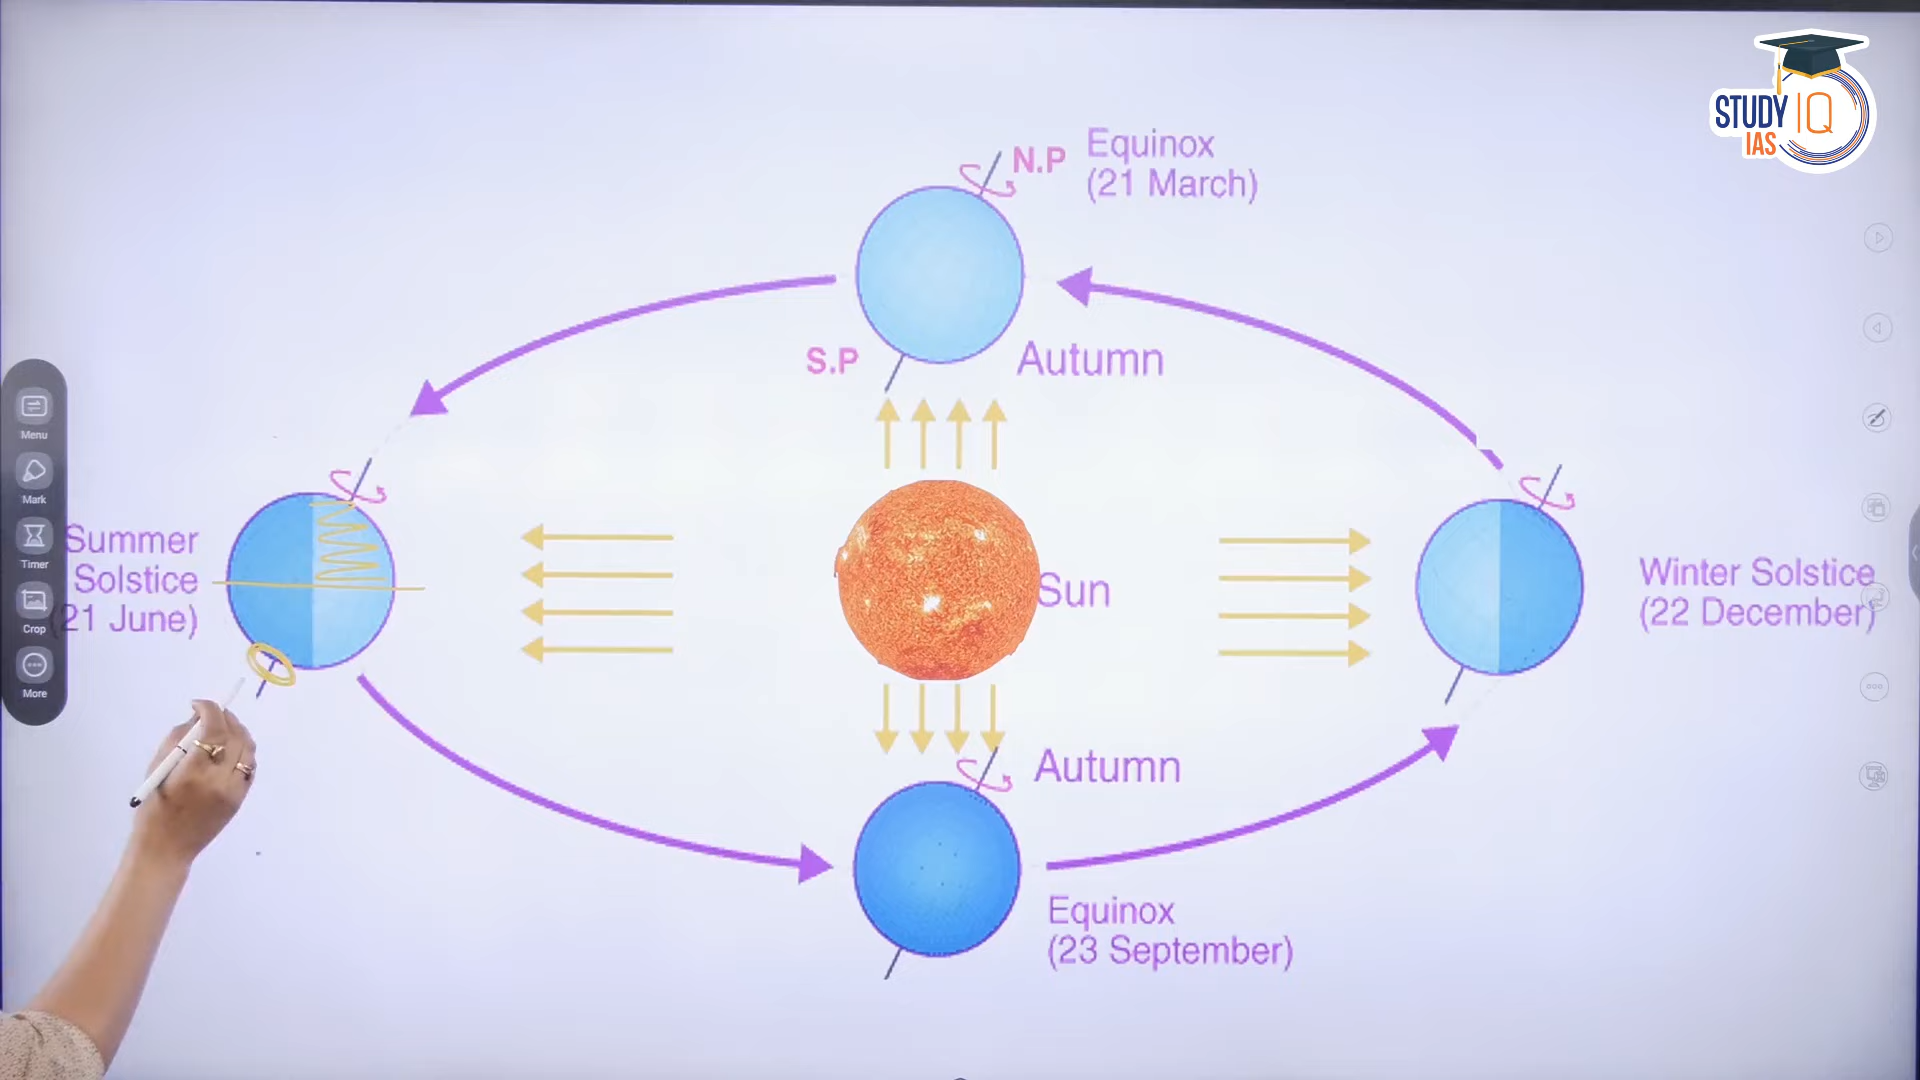 STUDY IQ
IAS
N.P
Equinox
(21 March)
S.P
Autumn
Menu
Mark
Timer
Crop
More
Summer
Solstice
(21 June)
Sun
Winter Solstice
(22 December)
Autumn
Equinox
(23 September)